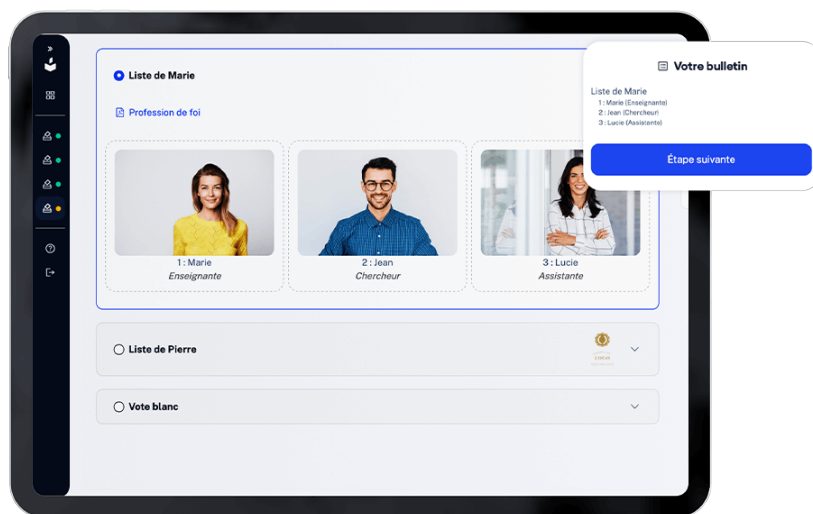 Liste de Marie
Profession de foi
1 : Marie
Enseignante
2 : Jean
Chercheur
3 : Lucie
Assistante
Liste de Pierre
Vote blanc
Votre bulletin
Liste de Marie
1 : Marie (Enseignante)
2 : Jean (Chercheur)
3 : Lucie (Assistante)
Étape suivante